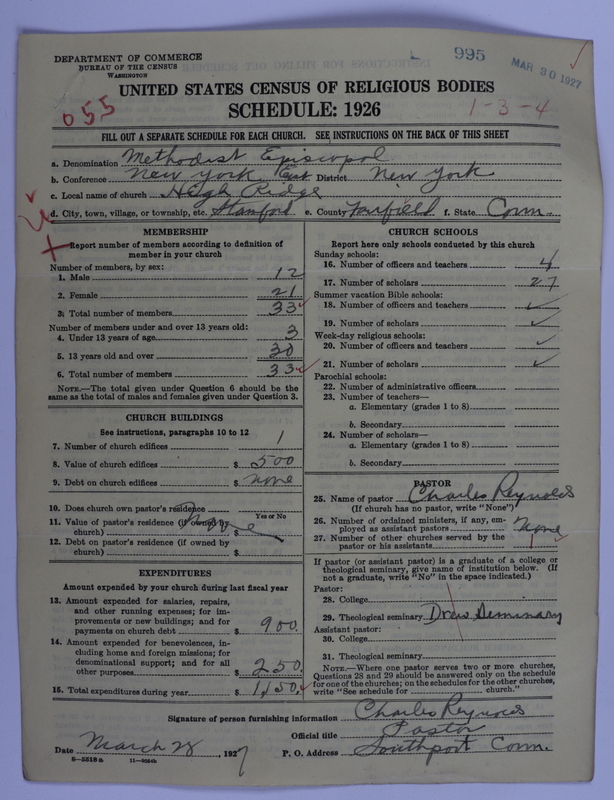 DEPARTMENT OF COMMERCE
BUREAU OF THE CENSUS
WASHINGTON
995
MAR 30 1927
UNITED STATES CENSUS OF RELIGIOUS BODIES
SCHEDULE: 1926
055
1-3-4
FILL OUT A SEPARATE SCHEDULE FOR EACH CHURCH. SEE INSTRUCTIONS ON THE BACK OF THIS SHEET
a. Denomination Methodist Episcopal
b. Conference New York East District New York
c. Local name of church High Ridge
d. City, town, village, or township, etc. Stamford e. County Fairfield f. State Conn.
MEMBERSHIP
Report number of members according to definition of member in your church
Number of members, by sex:
1. Male 12
2. Female 21
3. Total number of members 33
Number of members under and over 13 years old:
4. Under 13 years of age 3
5. 13 years old and over 30
6. Total number of members 33
NOTE.—The total given under Question 6 should be the same as the total of males and females given under Question 3.
CHURCH BUILDINGS
See instructions, paragraphs 10 to 12
7. Number of church edifices 1
8. Value of church edifices $ 500
9. Debt on church edifices $ none
10. Does church own pastor's residence
Yes or No
11. Value of pastor's residence (if owned by church) $
12. Debt on pastor's residence (if owned by church) $
EXPENDITURES
Amount expended by your church during last fiscal year
13. Amount expended for salaries, repairs, and other running expenses; for improvements or new buildings; and for payments on church debt $ 900.
14. Amount expended for benevolences, including home and foreign missions; for denominational support; and for all other purposes $ 250
15. Total expenditures during year $ 1,150.
CHURCH SCHOOLS
Report here only schools conducted by this church
Sunday schools:
16. Number of officers and teachers 4
17. Number of scholars 27
Summer vacation Bible schools:
18. Number of officers and teachers
19. Number of scholars
Week-day religious schools:
20. Number of officers and teachers
21. Number of scholars
Parochial schools:
22. Number of administrative officers
23. Number of teachers—
a. Elementary (grades 1 to 8)
b. Secondary
24. Number of scholars—
a. Elementary (grades 1 to 8)
b. Secondary
PASTOR
25. Name of pastor Charles Reynolds
(If church has no pastor, write "None")
26. Number of ordained ministers, if any, employed as assistant pastors none
27. Number of other churches served by the pastor or his assistants 1
If pastor (or assistant pastor) is a graduate of a college or theological seminary, give name of institution below. (If not a graduate, write "No" in the space indicated.)
Pastor:
28. College
29. Theological seminary Drew Seminary
Assistant pastor:
30. College
31. Theological seminary
NOTE.—Where one pastor serves two or more churches, Questions 28 and 29 should be answered only on the schedule for one of the churches; on the schedules for the other churches, write "See schedule for church."
Signature of person furnishing information Charles Reynolds
Official title Pastor
Date March 28, 1927
P. O. Address Southport Conn.